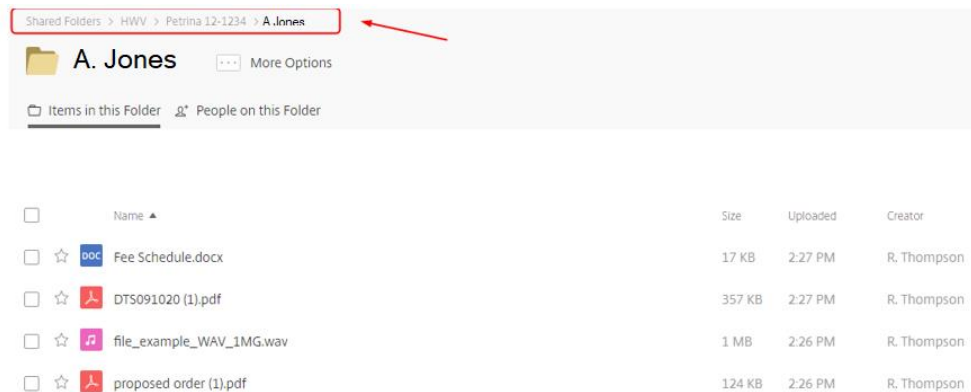 Shared Folders > HWV > Petrina 12-1234 > A.Jones
A. Jones ... More Options
Items in this Folder People on this Folder
Name Size Uploaded Creator
DOC Fee Schedule.docx 17 KB 2:27 PM R. Thompson
DTS091020 (1).pdf 357 KB 2:27 PM R. Thompson
file_example_WAV_1MG.wav 1 MB 2:26 PM R. Thompson
proposed order (1).pdf 124 KB 2:26 PM R. Thompson